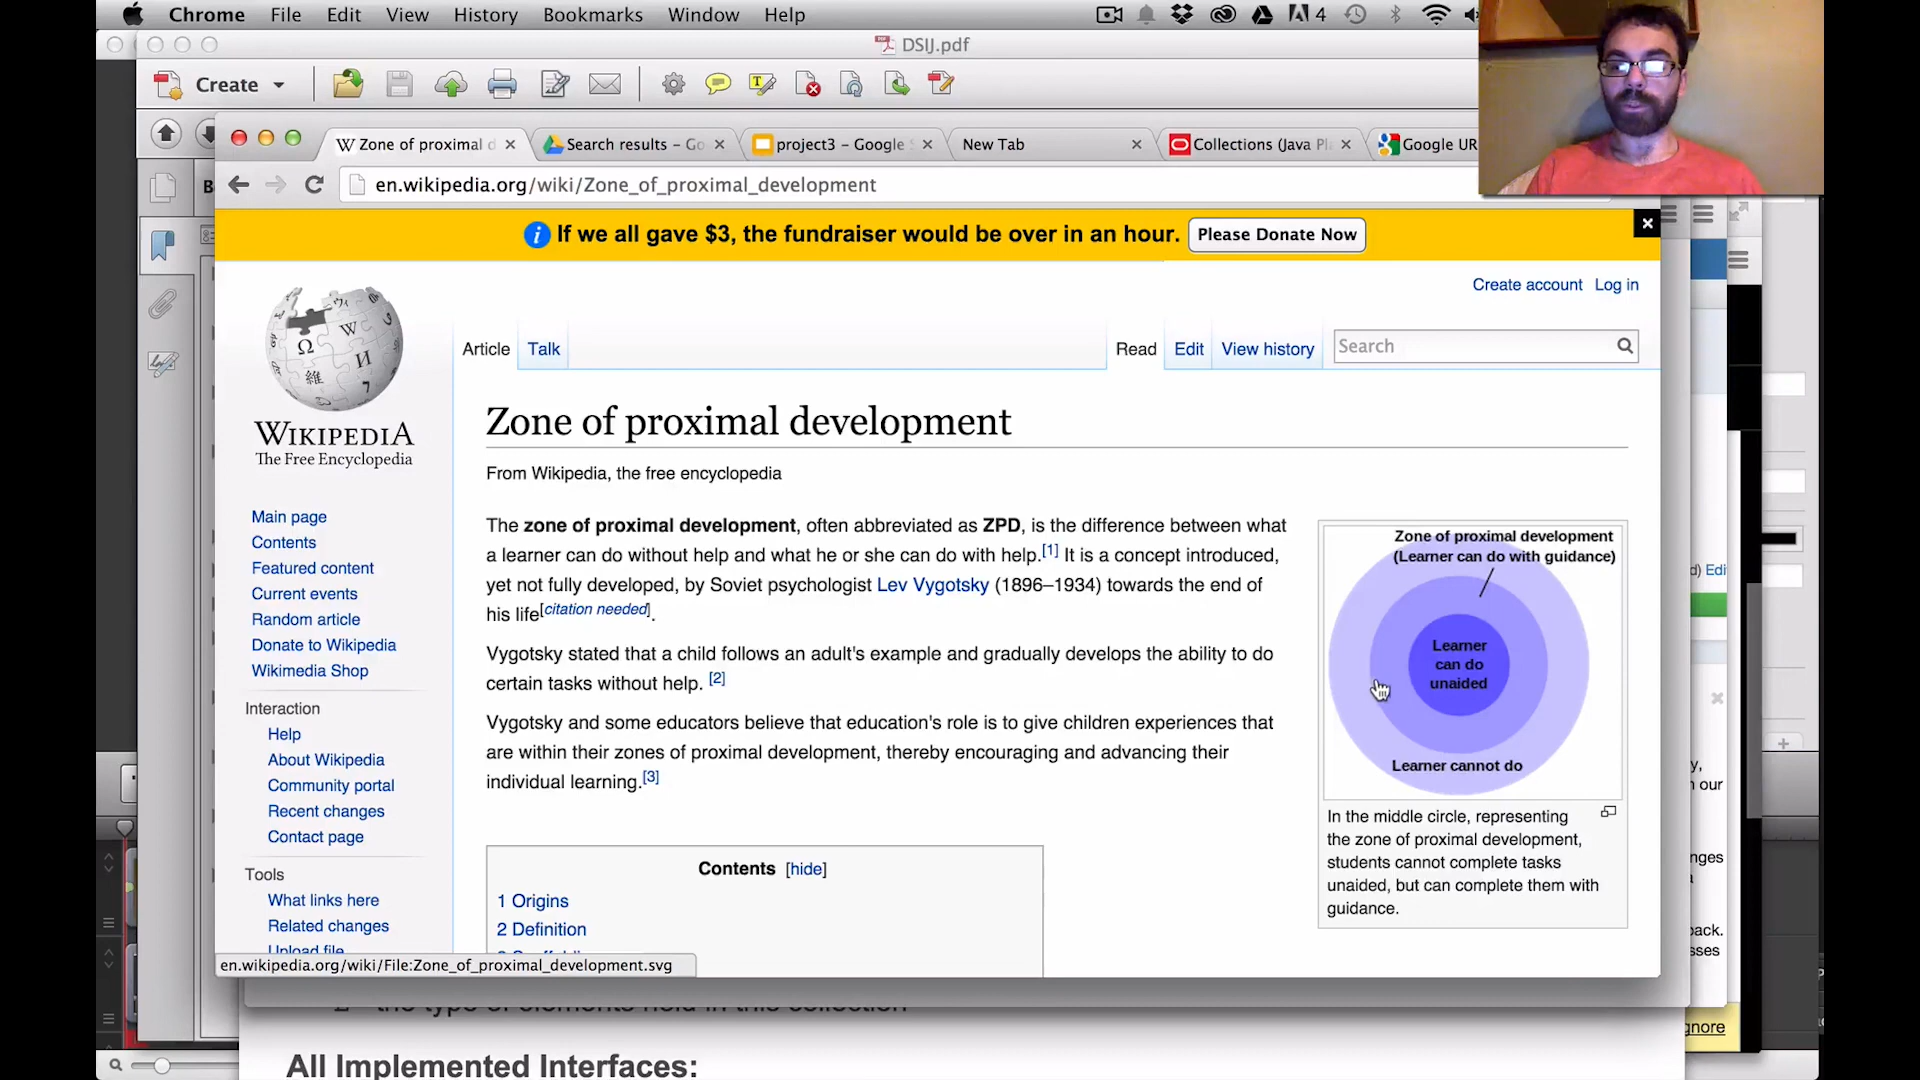 Chrome File Edit View History Bookmarks Window Help 4
DSIJ.pdf
Create
Zone of proximal d
Search results – Go
project3 – Google S
New Tab
Collections (Java Pl
Google UR
en.wikipedia.org/wiki/Zone_of_proximal_development
If we all gave $3, the fundraiser would be over in an hour. Please Donate Now
Create account Log in
WIKIPEDIA
The Free Encyclopedia
Article Talk Read Edit View history Search
Zone of proximal development
From Wikipedia, the free encyclopedia
The zone of proximal development, often abbreviated as ZPD, is the difference between what
a learner can do without help and what he or she can do with help.[1] It is a concept introduced,
yet not fully developed, by Soviet psychologist Lev Vygotsky (1896–1934) towards the end of
his life[citation needed].
Vygotsky stated that a child follows an adult's example and gradually develops the ability to do
certain tasks without help. [2]
Vygotsky and some educators believe that education's role is to give children experiences that
are within their zones of proximal development, thereby encouraging and advancing their
individual learning.[3]
Contents [hide]
1 Origins
2 Definition
Zone of proximal development
(Learner can do with guidance)
Learner
can do
unaided
Learner cannot do
In the middle circle, representing
the zone of proximal development,
students cannot complete tasks
unaided, but can complete them with
guidance.
Main page
Contents
Featured content
Current events
Random article
Donate to Wikipedia
Wikimedia Shop
Interaction
Help
About Wikipedia
Community portal
Recent changes
Contact page
Tools
What links here
Related changes
Upload file
en.wikipedia.org/wiki/File:Zone_of_proximal_development.svg
the type of elements held in this collection
All Implemented Interfaces: